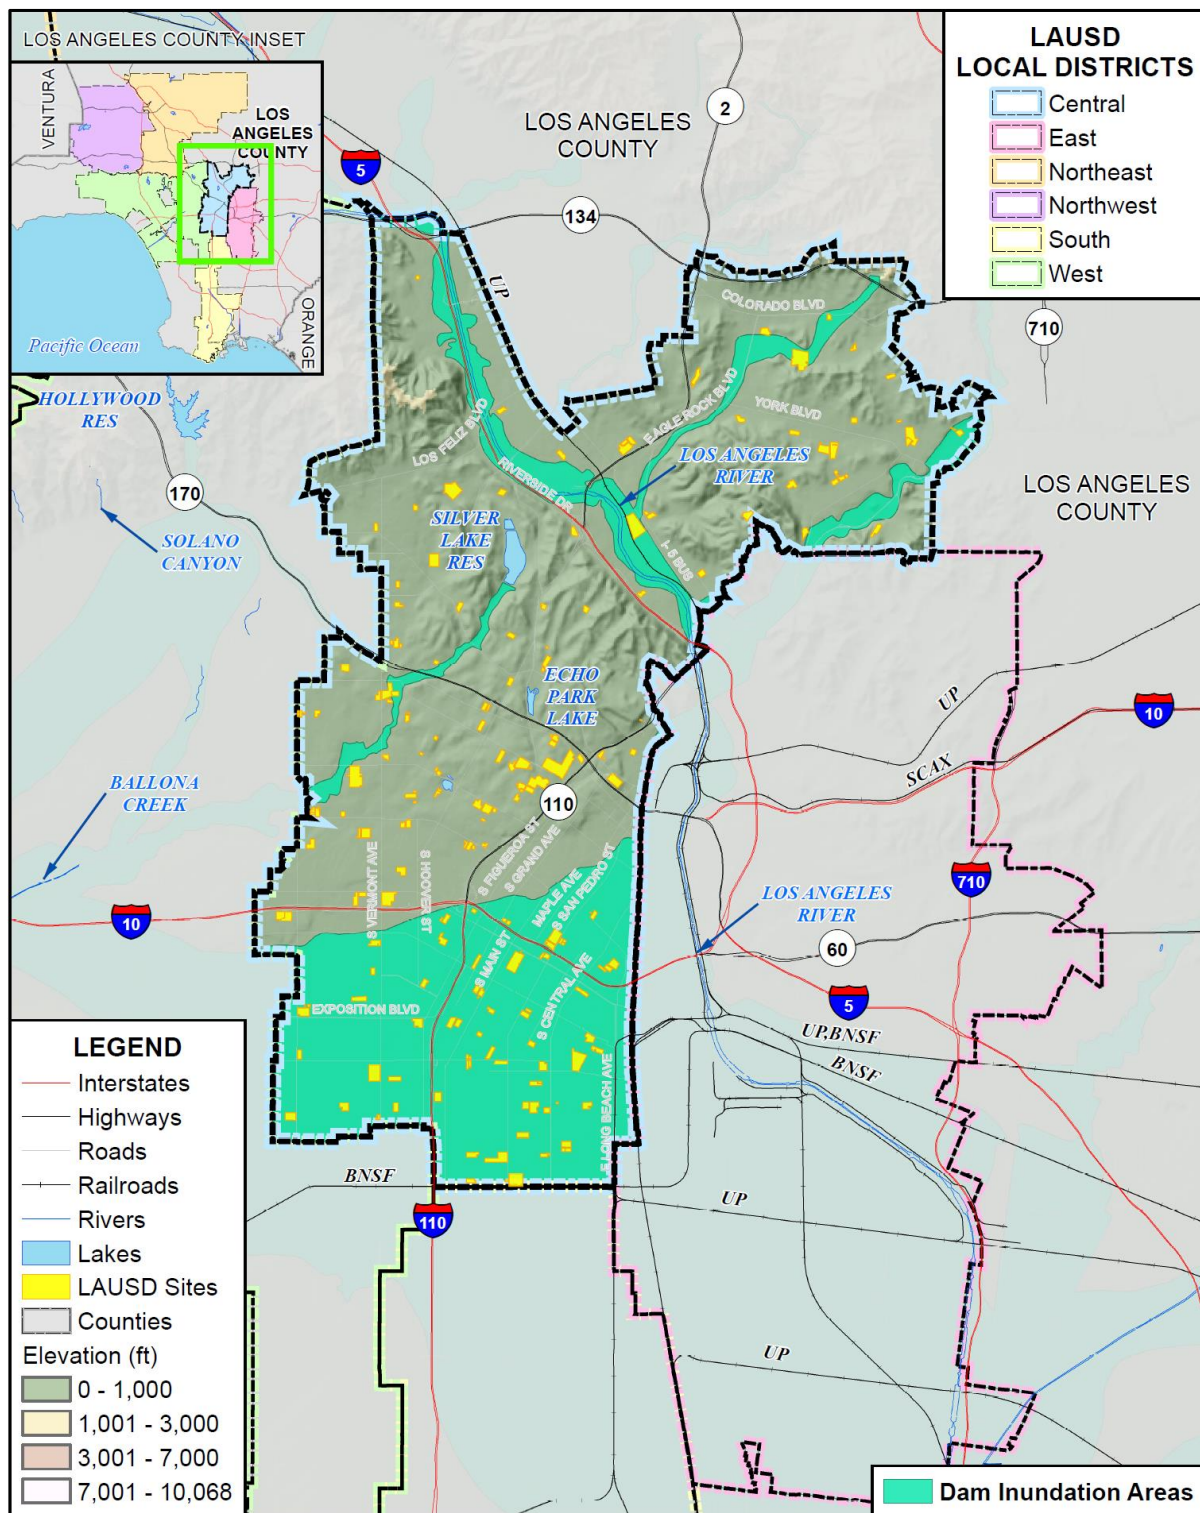 LOS ANGELES COUNTY INSET
VENTURA
LOS
ANGELES
COUNTY
ORANGE
Pacific Ocean
LAUSD
LOCAL DISTRICTS
Central
East
Northeast
Northwest
South
West
LOS ANGELES
COUNTY
2
5
134
UP
COLORADO BLVD
710
HOLLYWOOD
RES
LOS FELIZ BLVD
EAGLE ROCK BLVD
YORK BLVD
LOS ANGELES
RIVER
RIVERSIDE DR
170
LOS ANGELES
COUNTY
SOLANO
CANYON
SILVER
LAKE
RES
I- 5 BUS
ECHO
PARK
LAKE
UP
10
SCAX
BALLONA
CREEK
110
S FIGUEROA ST
S GRAND AVE
S VERMONT AVE
S HOOVER ST
MAPLE AVE
S SAN PEDRO ST
710
LOS ANGELES
RIVER
10
60
S MAIN ST
S CENTRAL AVE
5
EXPOSITION BLVD
UP,BNSF
BNSF
LONG BEACH AVE
BNSF
UP
110
UP
LEGEND
Interstates
Highways
Roads
Railroads
Rivers
Lakes
LAUSD Sites
Counties
Elevation (ft)
0 - 1,000
1,001 - 3,000
3,001 - 7,000
7,001 - 10,068
Dam Inundation Areas